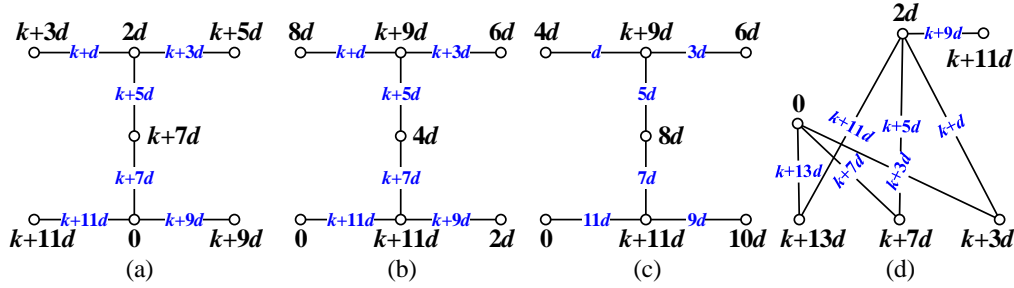 k+3d 2d k+5d
k+d k+3d
k+5d
k+7d
k+7d
k+11d k+9d
k+11d 0 k+9d
(a)
8d k+9d 6d
k+d k+3d
k+5d
4d
k+7d
k+11d k+9d
0 k+11d 2d
(b)
4d k+9d 6d
d 3d
5d
8d
7d
11d 9d
0 k+11d 10d
(c)
2d
k+9d
k+11d
0
k+11d k+5d k+d
k+13d k+7d k+3d
k+13d k+7d k+3d
(d)